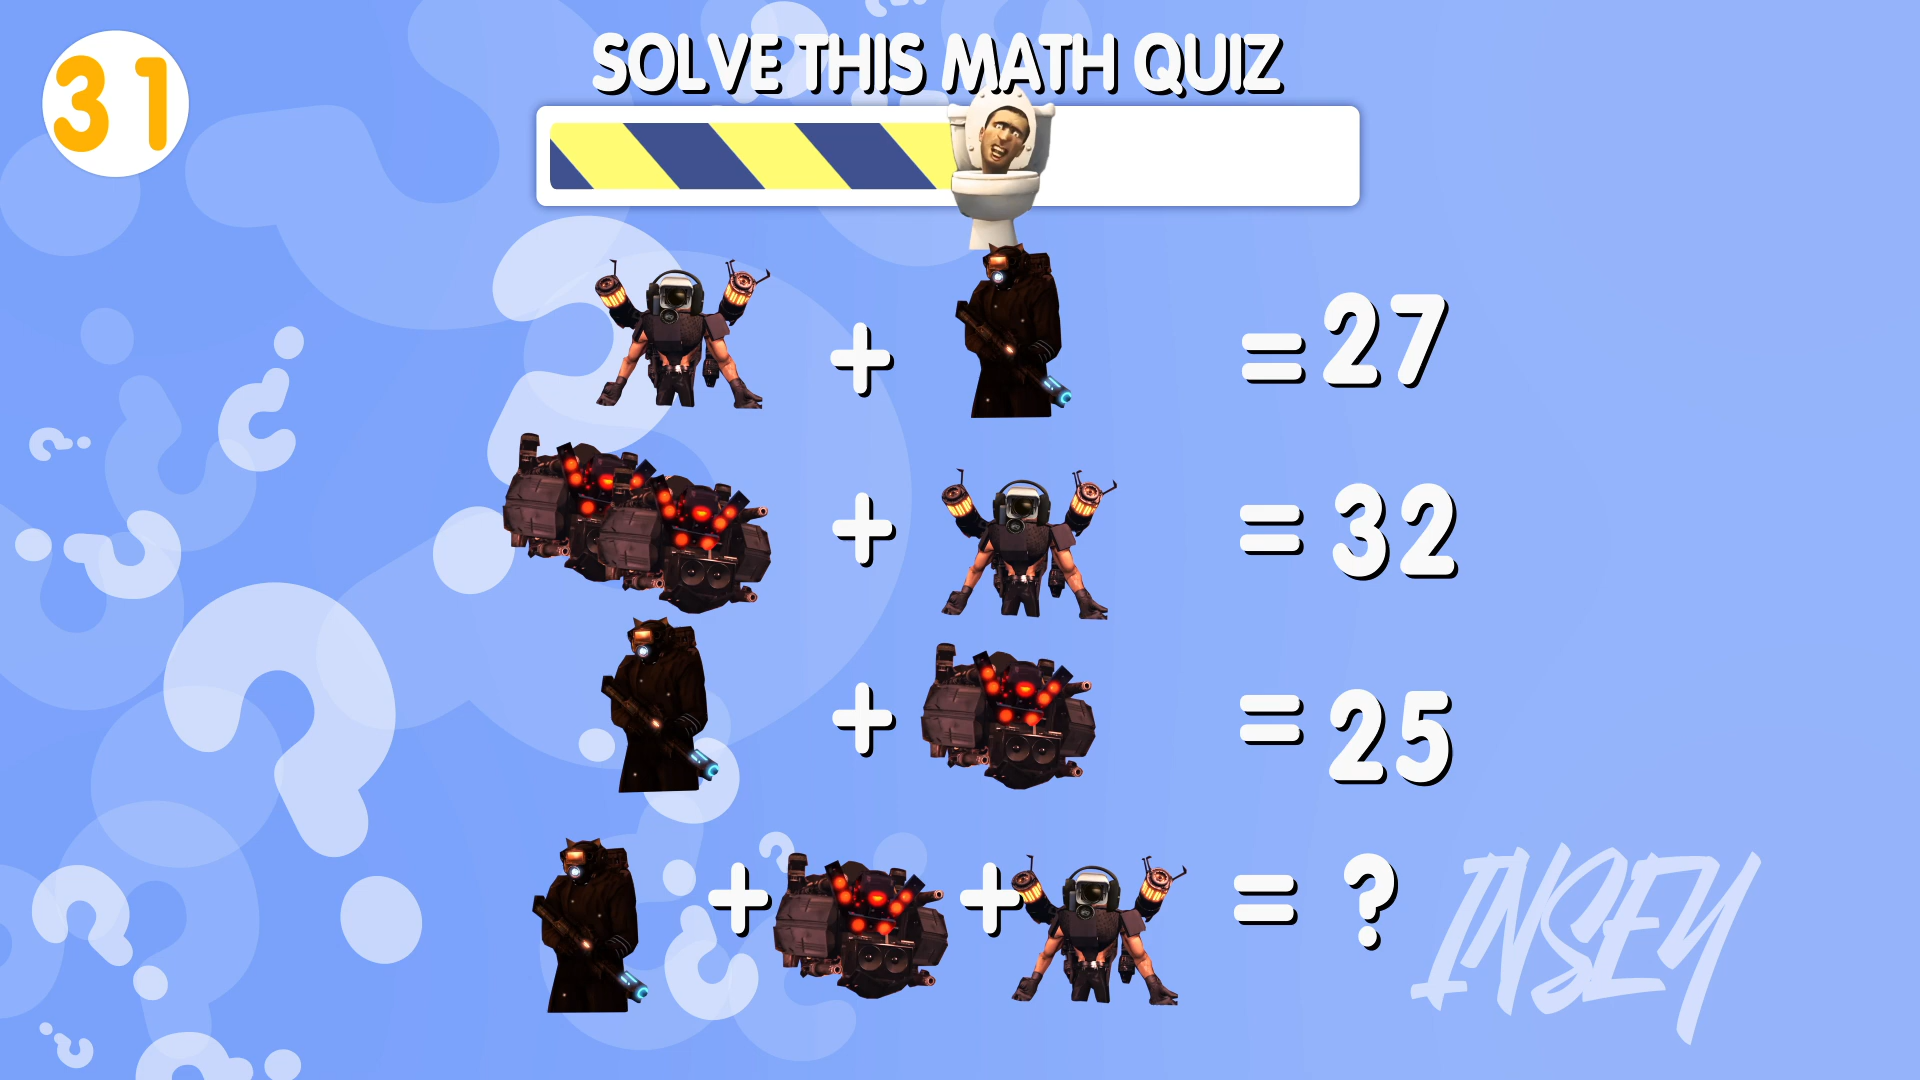 31
SOLVE THIS MATH QUIZ
+ = 27
+ = 32
+ = 25
+ + = ?
INSEY